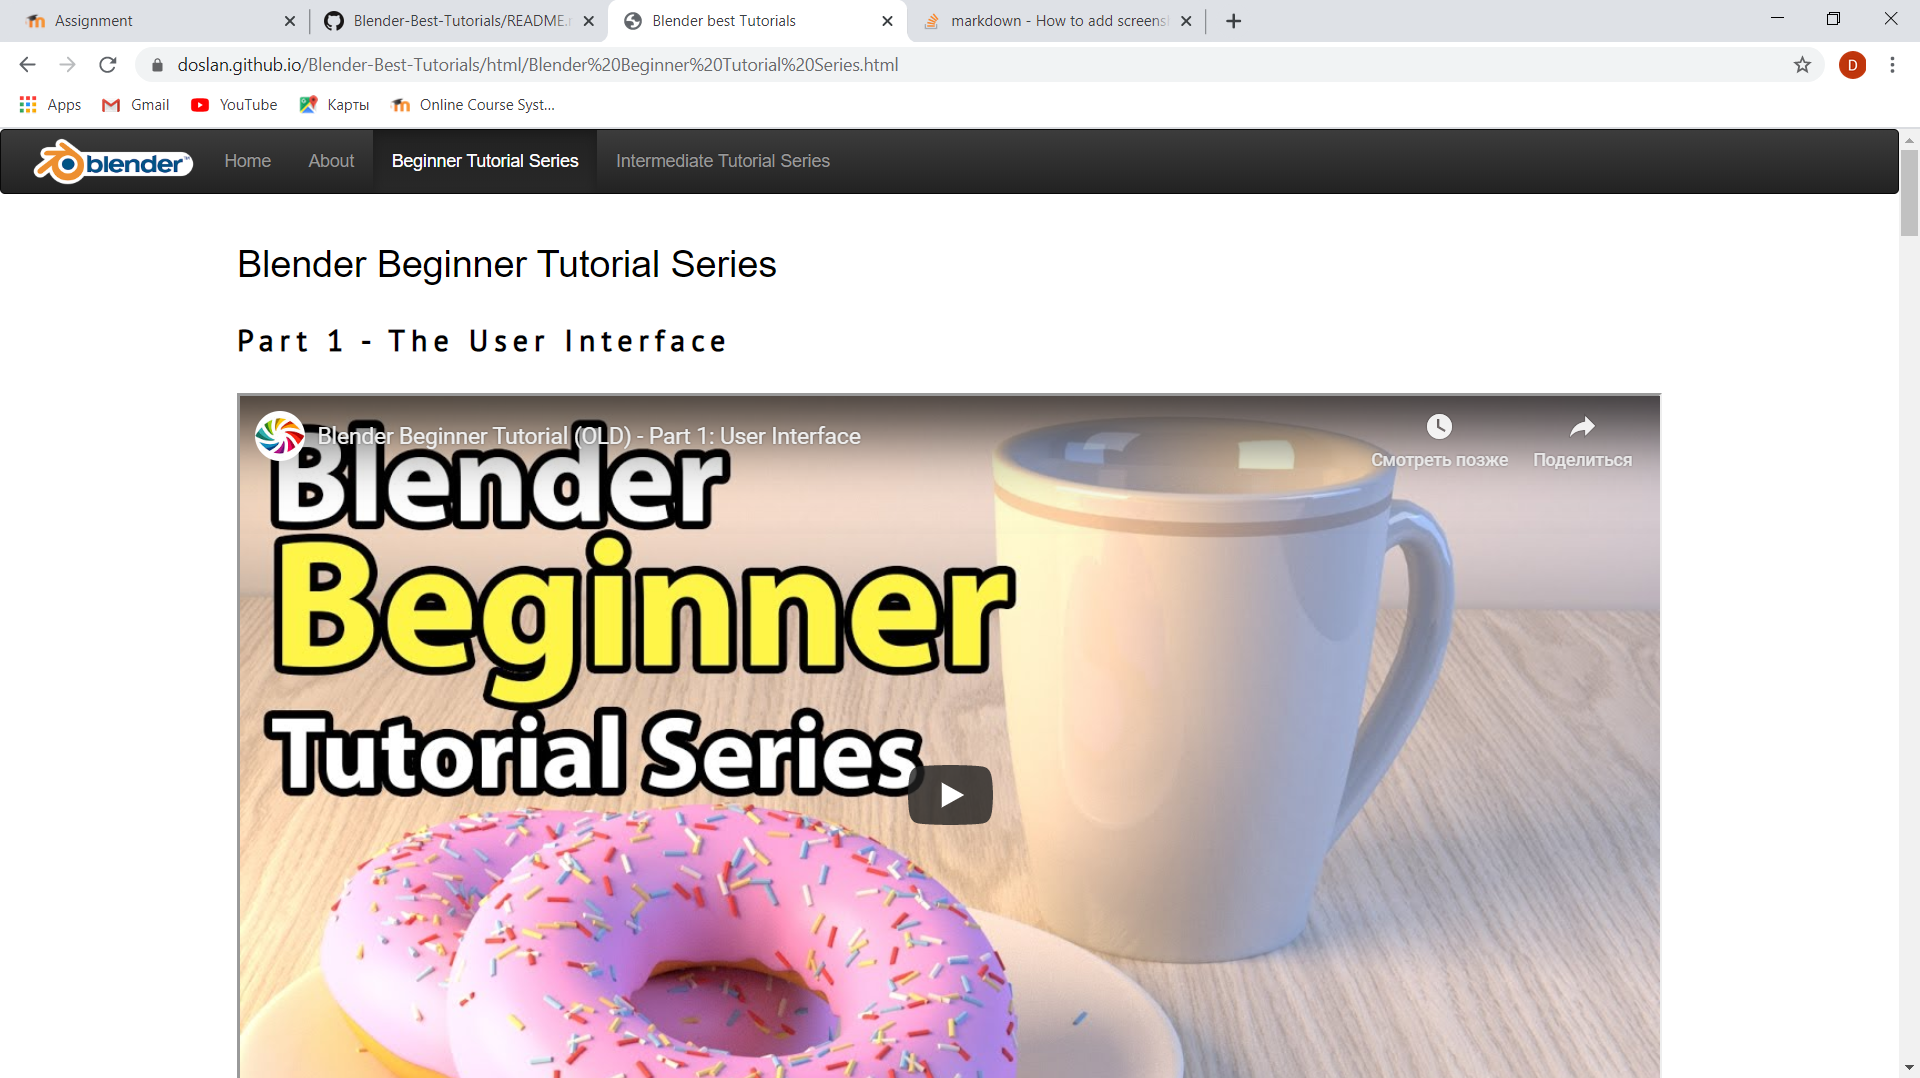 Assignment
Blender-Best-Tutorials/README.
Blender best Tutorials
markdown - How to add screens
doslan.github.io/Blender-Best-Tutorials/html/Blender%20Beginner%20Tutorial%20Series.html
D
Apps
Gmail
YouTube
Карты
Online Course Syst...
blender
Home
About
Beginner Tutorial Series
Intermediate Tutorial Series
Blender Beginner Tutorial Series
Part 1 - The User Interface
Blender Beginner Tutorial (OLD) - Part 1: User Interface
Смотреть позже
Поделиться
Blender
Beginner
Tutorial Series